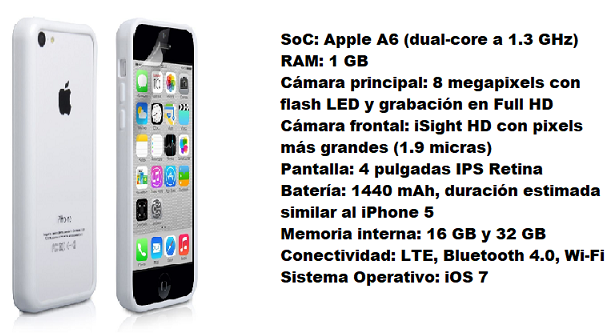 SoC: Apple A6 (dual-core a 1.3 GHz)
RAM: 1 GB
Cámara principal: 8 megapixels con
flash LED y grabación en Full HD
Cámara frontal: iSight HD con pixels
más grandes (1.9 micras)
Pantalla: 4 pulgadas IPS Retina
Batería: 1440 mAh, duración estimada
similar al iPhone 5
Memoria interna: 16 GB y 32 GB
Conectividad: LTE, Bluetooth 4.0, Wi-Fi
Sistema Operativo: iOS 7
iPhone